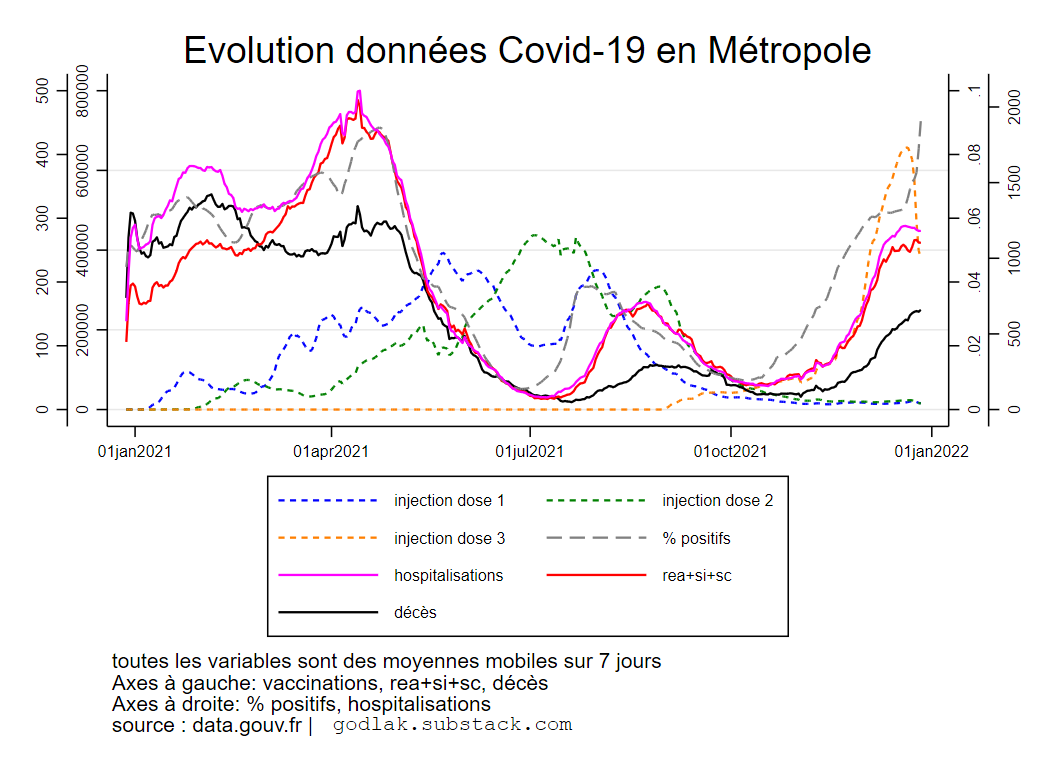 Evolution données Covid-19 en Métropole
500 800000 .1 2000
400 600000 .08 1500
300 400000 .06 1000
200 200000 .04 500
100 0 .02 0
0 0
01jan2021 01apr2021 01jul2021 01oct2021 01jan2022
injection dose 1 injection dose 2
injection dose 3 % positifs
hospitalisations rea+si+sc
décès
toutes les variables sont des moyennes mobiles sur 7 jours
Axes à gauche: vaccinations, rea+si+sc, décès
Axes à droite: % positifs, hospitalisations
source : data.gouv.fr | godlak.substack.com